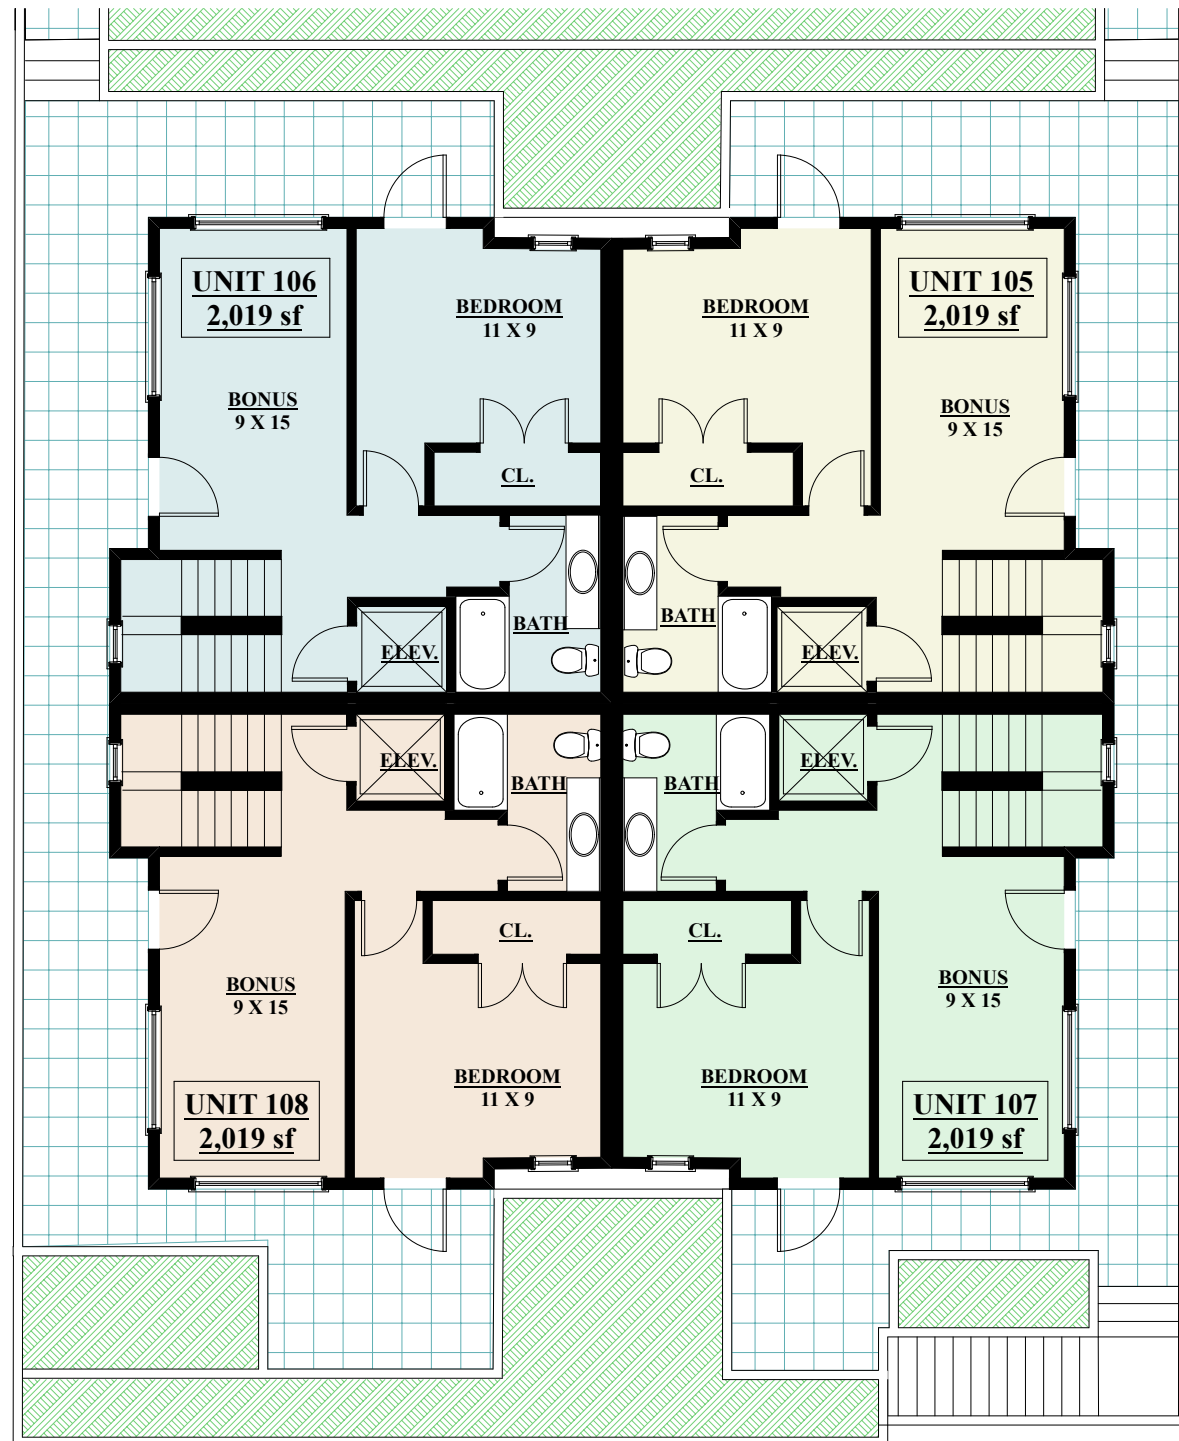 UNIT 106
2,019 sf
BEDROOM
11 X 9
BONUS
9 X 15
CL.
BATH
ELEV.
UNIT 105
2,019 sf
BEDROOM
11 X 9
BONUS
9 X 15
CL.
BATH
ELEV.
ELEV.
BATH
CL.
BONUS
9 X 15
BEDROOM
11 X 9
UNIT 108
2,019 sf
ELEV.
BATH
CL.
BONUS
9 X 15
BEDROOM
11 X 9
UNIT 107
2,019 sf